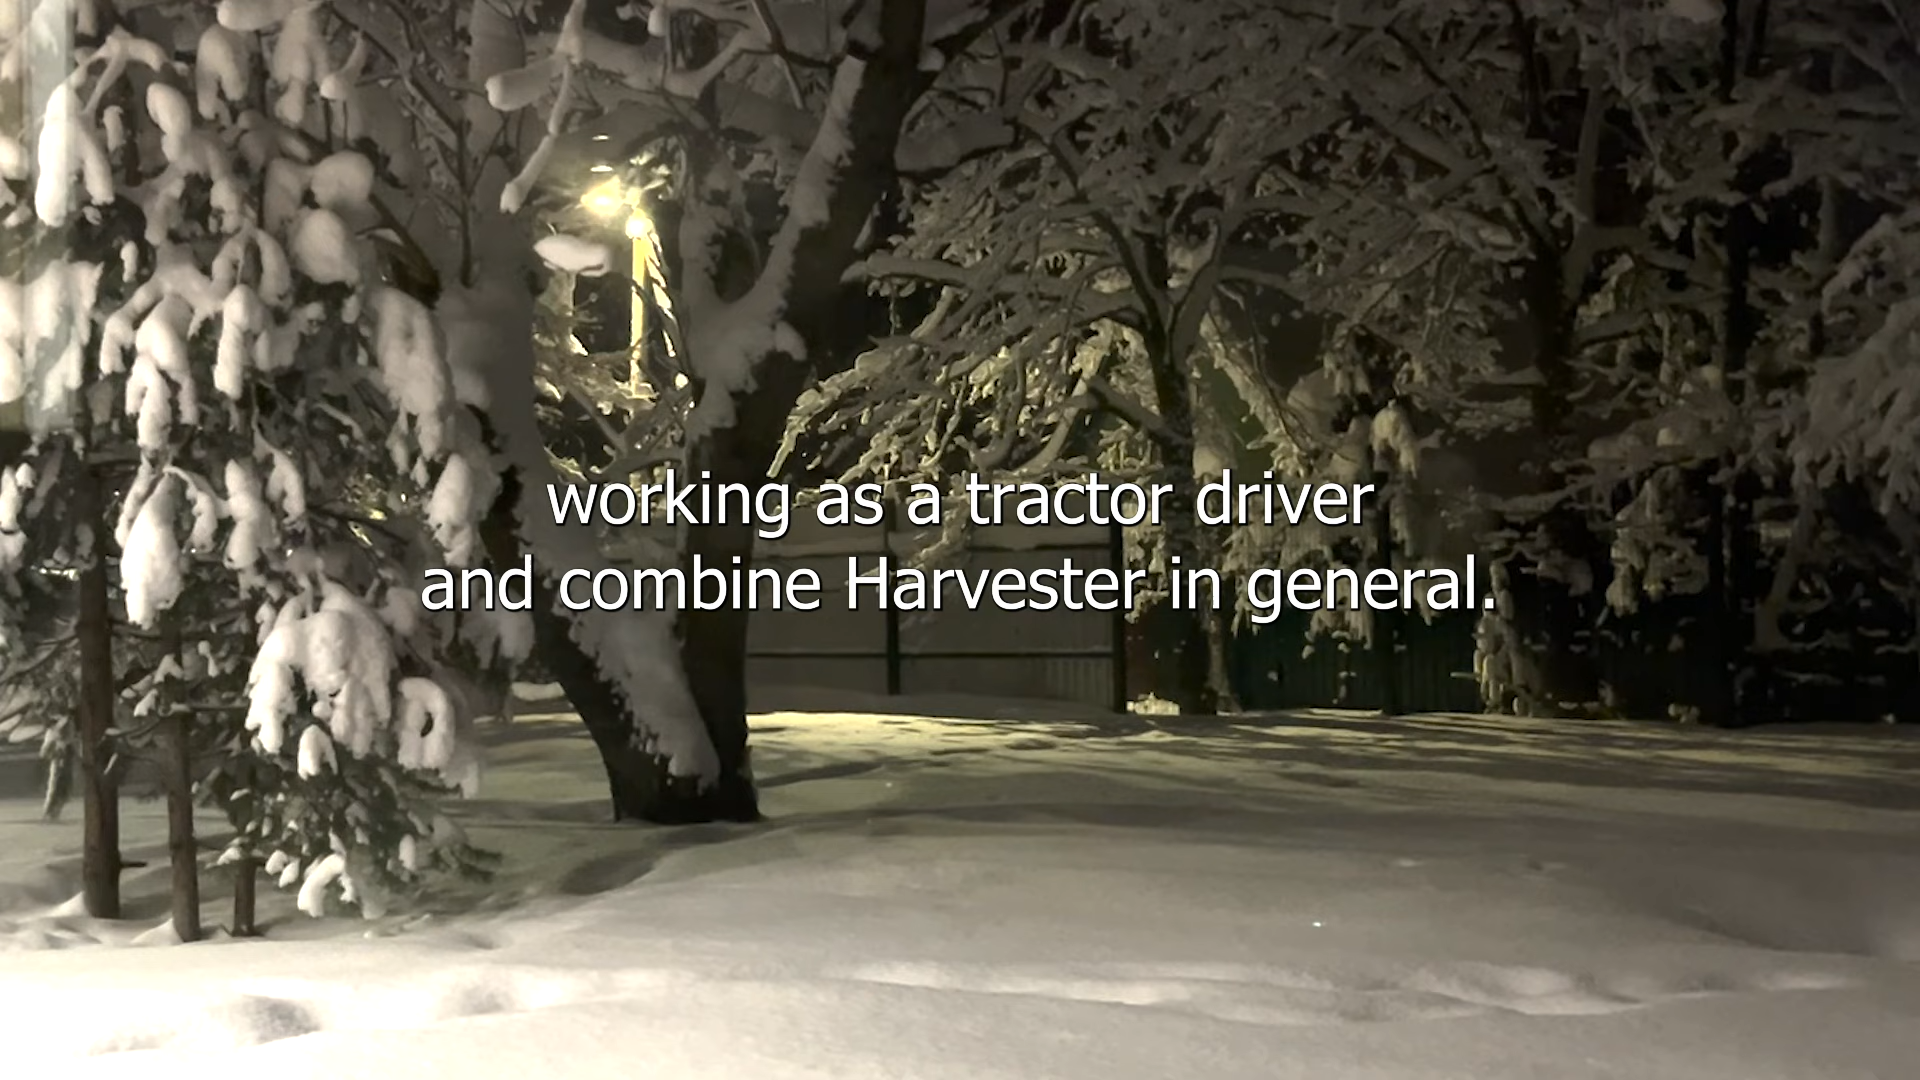 working as a tractor driver
and combine Harvester in general.